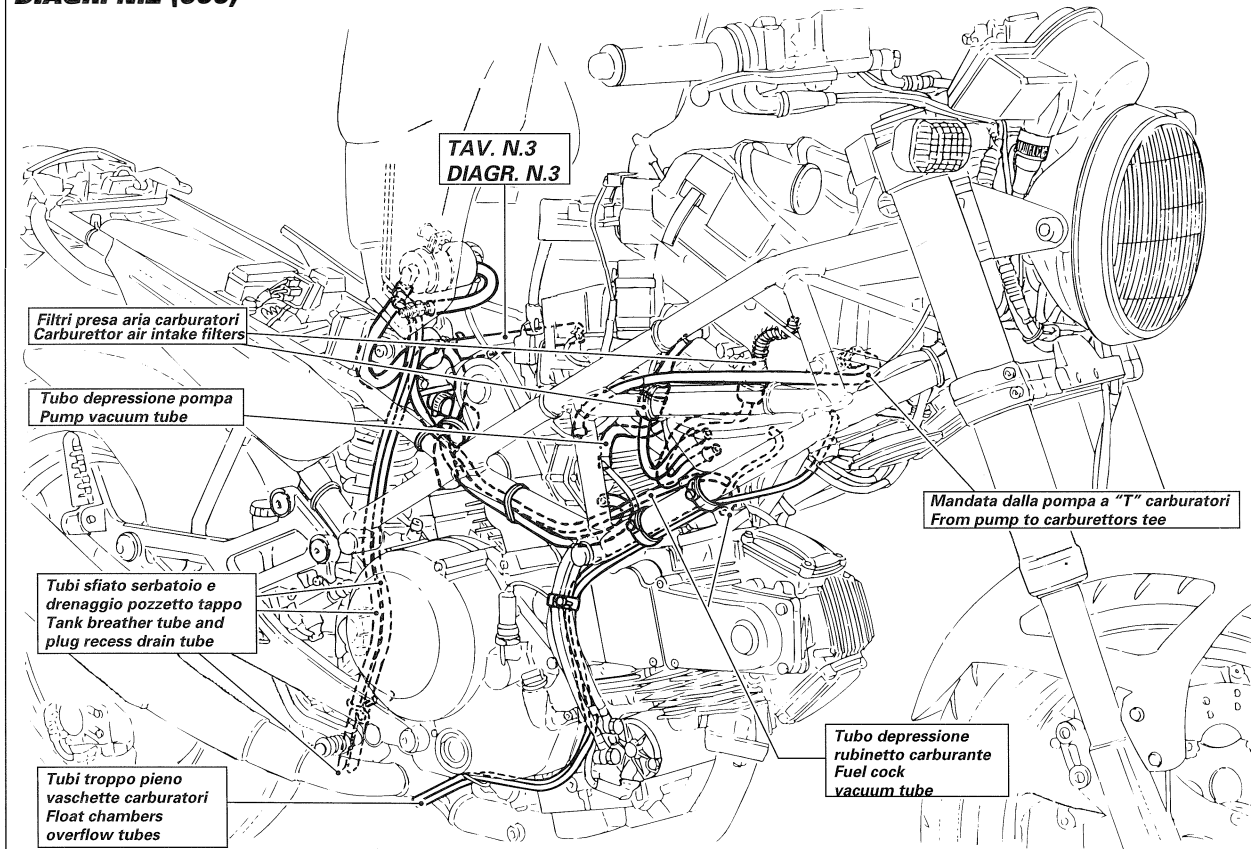 TAV. N.3
DIAGR. N.3
Filtri presa aria carburatori
Carburettor air intake filters
Tubo depressione pompa
Pump vacuum tube
Mandata dalla pompa a “T” carburatori
From pump to carburettors tee
Tubi sfiato serbatoio e
drenaggio pozzetto tappo
Tank breather tube and
plug recess drain tube
Tubo depressione
rubinetto carburante
Fuel cock
vacuum tube
Tubi troppo pieno
vaschette carburatori
Float chambers
overflow tubes